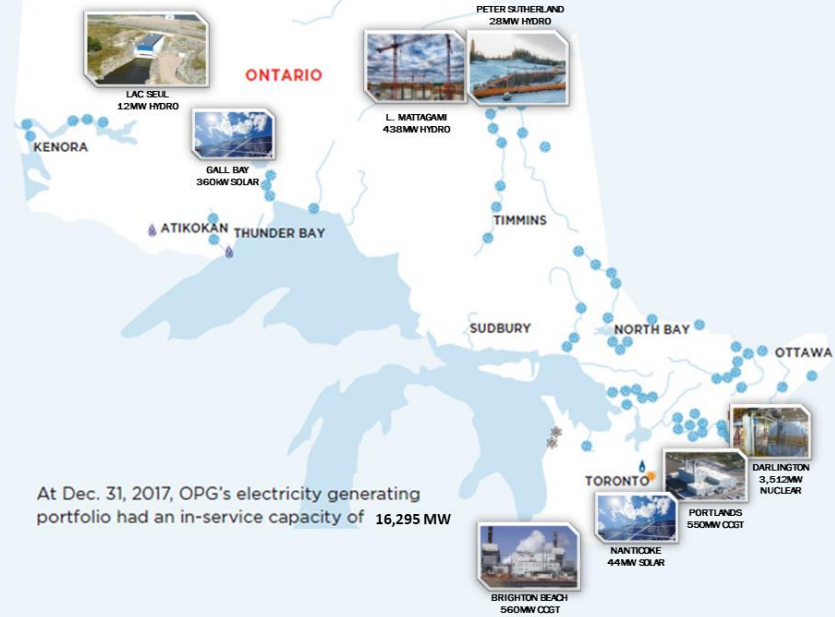 PETER SUTHERLAND
28MW HYDRO
LAC SEUL
12MW HYDRO
ONTARIO
L. MATTAGAMI
438MW HYDRO
KENORA
GALL BAY
360kW SOLAR
ATIKOKAN
THUNDER BAY
TIMMINS
SUDBURY
NORTH BAY
OTTAWA
DARLINGTON
3,512MW
NUCLEAR
TORONTO
PORTLANDS
550MW CCGT
At Dec. 31, 2017, OPG's electricity generating
portfolio had an in-service capacity of 16,295 MW
NANTICOKE
44MW SOLAR
BRIGHTON BEACH
560MW CCGT